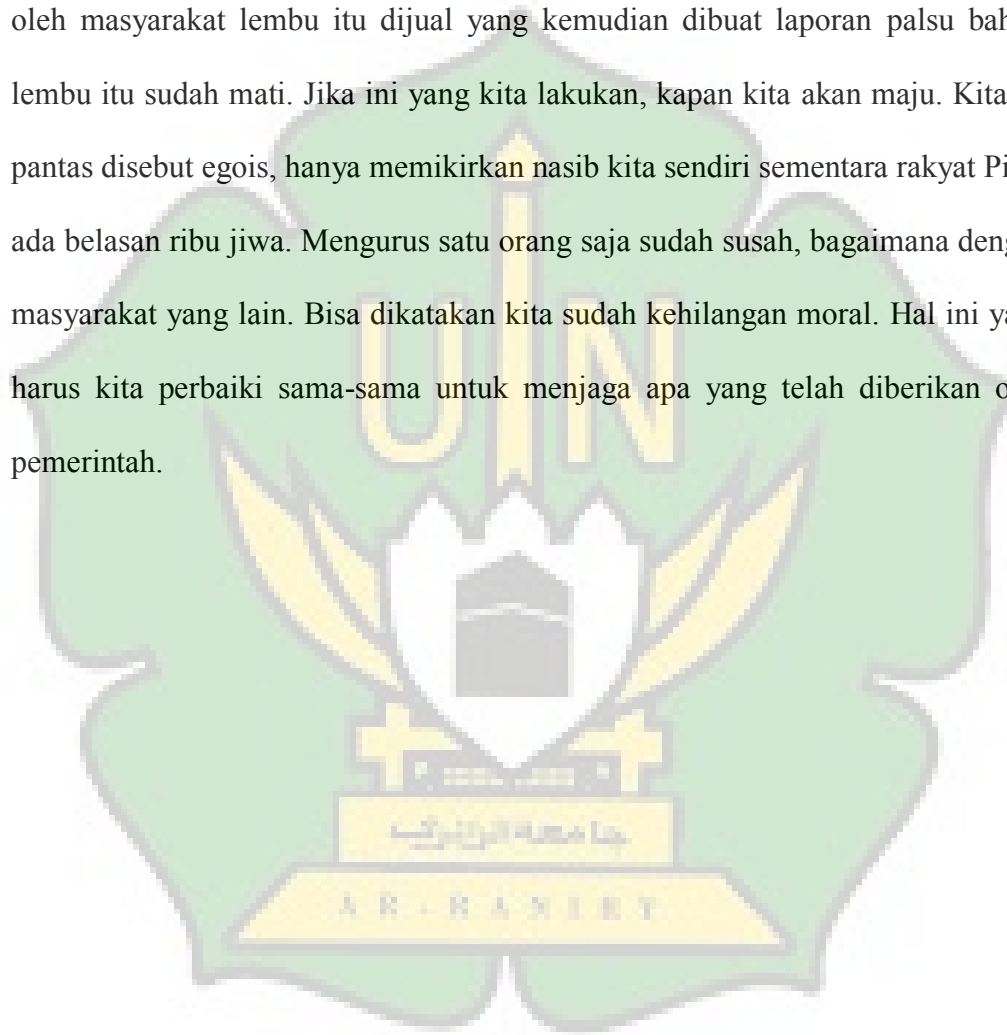 oleh masyarakat lembu itu dijual yang kemudian dibuat laporan palsu bah
lembu itu sudah mati. Jika ini yang kita lakukan, kapan kita akan maju. Kita
pantas disebut egois, hanya memikirkan nasib kita sendiri sementara rakyat Pi
ada belasan ribu jiwa. Mengurus satu orang saja sudah susah, bagaimana deng
masyarakat yang lain. Bisa dikatakan kita sudah kehilangan moral. Hal ini ya
harus kita perbaiki sama-sama untuk menjaga apa yang telah diberikan o
pemerintah.
UIN
جامعة الرانري
AR-RANIRY